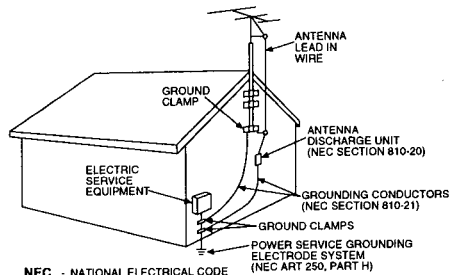 ANTENNA
LEAD IN
WIRE
GROUND
CLAMP
ANTENNA
DISCHARGE UNIT
(NEC SECTION 810-20)
ELECTRIC
SERVICE
EQUIPMENT
GROUNDING CONDUCTORS
(NEC SECTION 810-21)
GROUND CLAMPS
POWER SERVICE GROUNDING
ELECTRODE SYSTEM
(NEC ART 250, PART H)
NEC - NATIONAL ELECTRICAL CODE